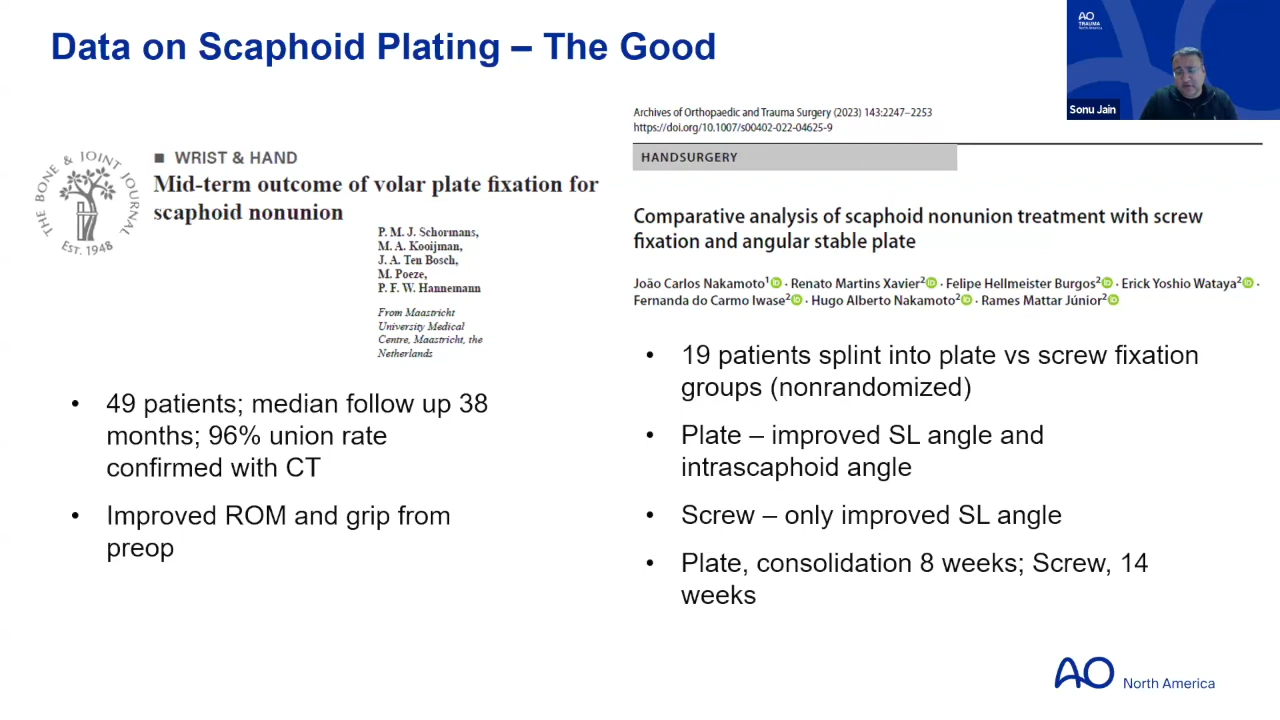 Data on Scaphoid Plating – The Good
AO
TRAUMA
North America
Sonu Jain
THE BONE & JOINT JOURNAL
EST. 1948
■ WRIST & HAND
Mid-term outcome of volar plate fixation for
scaphoid nonunion
P. M. J. Schormans,
M. A. Kooijman,
J. A. Ten Bosch,
M. Poeze,
P. F. W. Hannemann
From Maastricht
University Medical
Centre, Maastricht, the
Netherlands
• 49 patients; median follow up 38
months; 96% union rate
confirmed with CT
• Improved ROM and grip from
preop
Archives of Orthopaedic and Trauma Surgery (2023) 143:2247–2253
https://doi.org/10.1007/s00402-022-04625-9
HANDSURGERY
Comparative analysis of scaphoid nonunion treatment with screw
fixation and angular stable plate
João Carlos Nakamoto1 · Renato Martins Xavier2 · Felipe Hellmeister Burgos2 · Erick Yoshio Wataya2 ·
Fernanda do Carmo Iwase2 · Hugo Alberto Nakamoto2 · Rames Mattar Júnior2
• 19 patients splint into plate vs screw fixation
groups (nonrandomized)
• Plate – improved SL angle and
intrascaphoid angle
• Screw – only improved SL angle
• Plate, consolidation 8 weeks; Screw, 14
weeks
AO North America